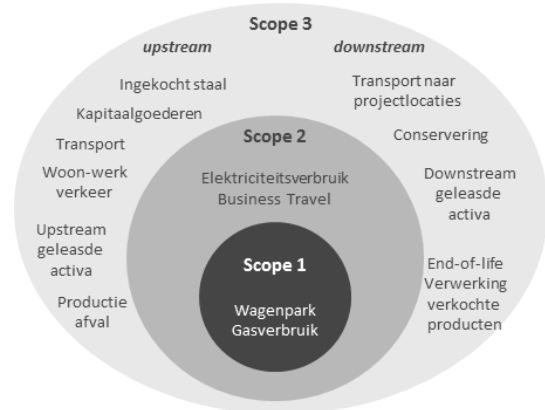 Scope 3
upstream
downstream
Ingekocht staal
Kapitaalgoederen
Transport
Woon-werk
verkeer
Upstream
geleasde
activa
Productie
afval
Transport naar
projectlocaties
Conservering
Downstream
geleasde
activa
End-of-life
Verwerking
verkochte
producten
Scope 2
Elektriciteitsverbruik
Business Travel
Scope 1
Wagenpark
Gasverbruik